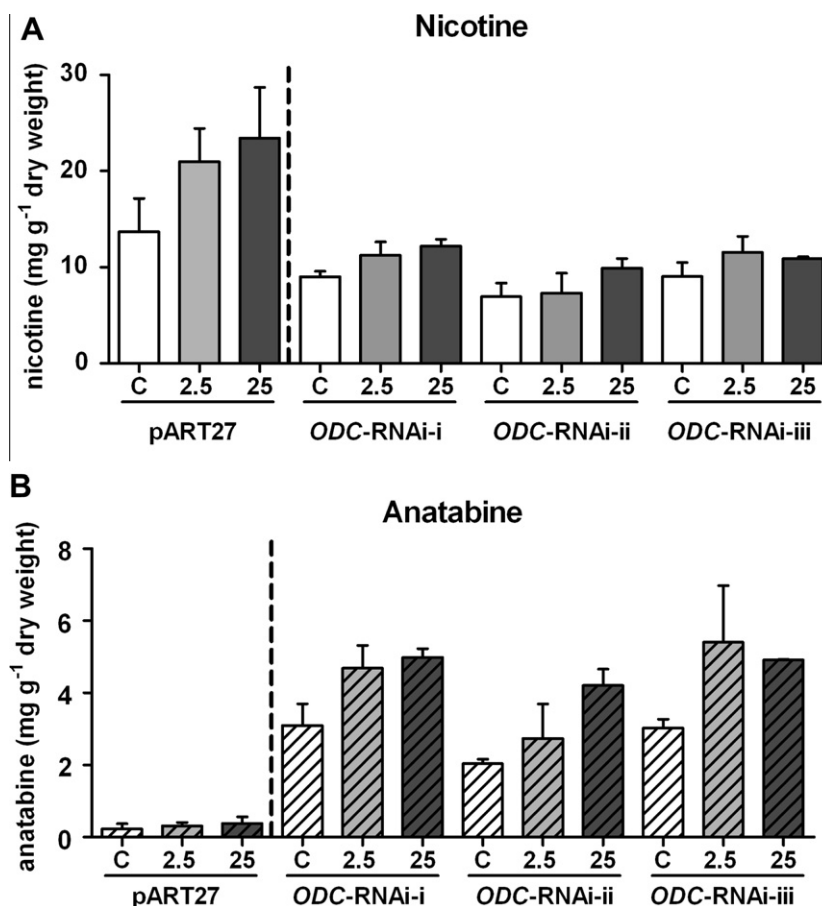 A
Nicotine
nicotine (mg g⁻¹ dry weight)
30
20
10
0
C 2.5 25 C 2.5 25 C 2.5 25 C 2.5 25
pART27 ODC-RNAi-i ODC-RNAi-ii ODC-RNAi-iii
B
Anatabine
anatabine (mg g⁻¹ dry weight)
8
6
4
2
0
C 2.5 25 C 2.5 25 C 2.5 25 C 2.5 25
pART27 ODC-RNAi-i ODC-RNAi-ii ODC-RNAi-iii